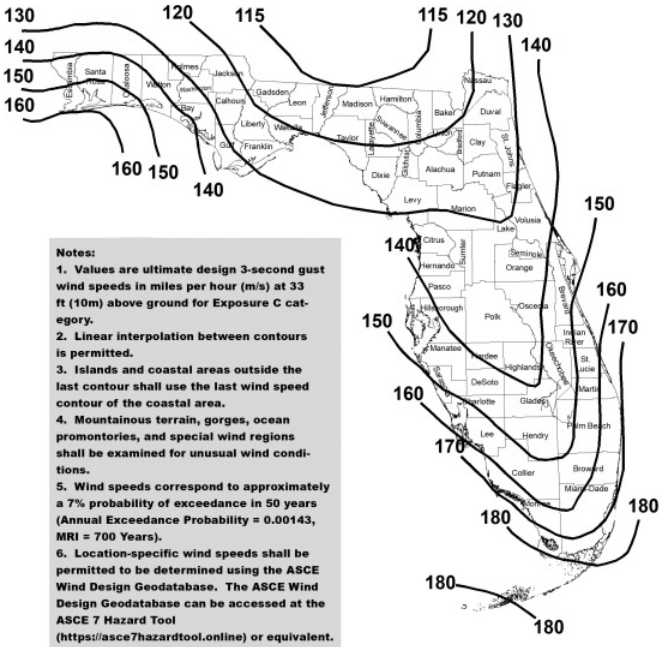 130
120
115
115
120
130
140
140
150
160
160
150
140
Escambia
Santa
Rosa
Okaloosa
Walton
Holmes
Washington
Bay
Jackson
Calhoun
Gulf
Gadsden
Liberty
Franklin
Leon
Wakulla
Jefferson
Madison
Taylor
Hamilton
Suwannee
Lafayette
Columbia
Dixie
Gilchrist
Baker
Nassau
Duval
Union
Bradford
Clay
St. Johns
Alachua
Putnam
Flagler
Levy
Marion
Volusia
150
140
Citrus
Sumter
Lake
Seminole
Orange
Hernando
Pasco
Hillsborough
Polk
Osceola
Brevard
160
150
170
Manatee
Hardee
Highlands
Okeechobee
Indian
River
St.
Lucie
Sarasota
DeSoto
Martin
160
Charlotte
Glades
Palm Beach
170
Lee
Hendry
Collier
Broward
Monroe
Miami-Dade
180
180
180
180
Notes:
1. Values are ultimate design 3-second gust
wind speeds in miles per hour (m/s) at 33
ft (10m) above ground for Exposure C cat-
egory.
2. Linear interpolation between contours
is permitted.
3. Islands and coastal areas outside the
last contour shall use the last wind speed
contour of the coastal area.
4. Mountainous terrain, gorges, ocean
promontories, and special wind regions
shall be examined for unusual wind condi-
tions.
5. Wind speeds correspond to approximately
a 7% probability of exceedance in 50 years
(Annual Exceedance Probability = 0.00143,
MRI = 700 Years).
6. Location-specific wind speeds shall be
permitted to be determined using the ASCE
Wind Design Geodatabase. The ASCE Wind
Design Geodatabase can be accessed at the
ASCE 7 Hazard Tool
(https://asce7hazardtool.online) or equivalent.